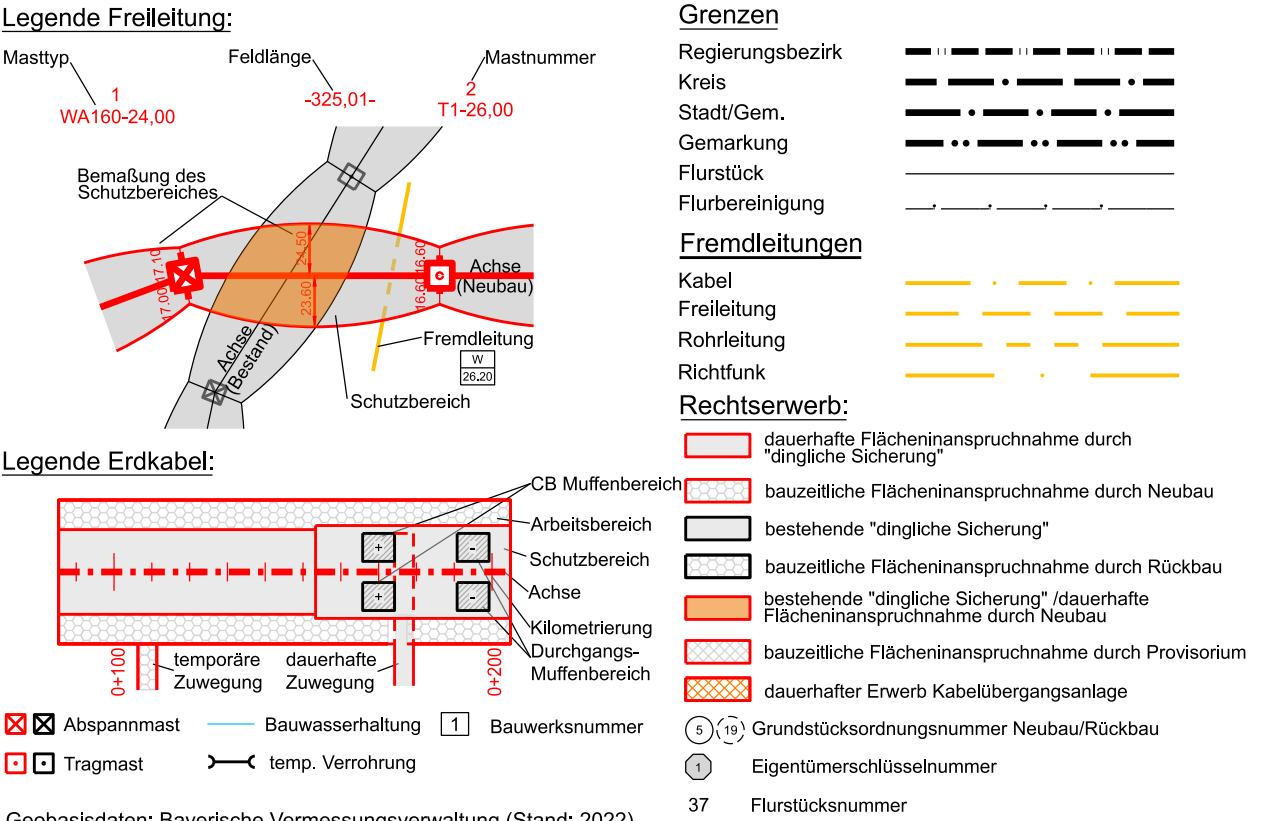 Legende Freileitung:
Masttyp
Feldlänge
Mastnummer
1
WA160-24,00
-325,01-
2
T1-26,00
Bemaßung des
Schutzbereiches
17.00
17.10
24.50
23.60
16.60
16.60
Achse
(Neubau)
Achse
(Bestand)
Fremdleitung
W
26.20
Schutzbereich
Legende Erdkabel:
CB Muffenbereich
Arbeitsbereich
Schutzbereich
Achse
Kilometrierung
Durchgangs-
Muffenbereich
+
-
+
-
0+100
temporäre
Zuwegung
dauerhafte
Zuwegung
0+200
Abspannmast
Bauwasserhaltung
1 Bauwerksnummer
Tragmast
temp. Verrohrung
Geobasisdaten: Bayerische Vermessungsverwaltung (Stand: 2022)
Grenzen
Regierungsbezirk
Kreis
Stadt/Gem.
Gemarkung
Flurstück
Flurbereinigung
Fremdleitungen
Kabel
Freileitung
Rohrleitung
Richtfunk
Rechtserwerb:
dauerhafte Flächeninanspruchnahme durch
"dingliche Sicherung"
bauzeitliche Flächeninanspruchnahme durch Neubau
bestehende "dingliche Sicherung"
bauzeitliche Flächeninanspruchnahme durch Rückbau
bestehende "dingliche Sicherung" /dauerhafte
Flächeninanspruchnahme durch Neubau
bauzeitliche Flächeninanspruchnahme durch Provisorium
dauerhafter Erwerb Kabelübergangsanlage
5 19 Grundstücksordnungsnummer Neubau/Rückbau
1 Eigentümerschlüsselnummer
37 Flurstücksnummer